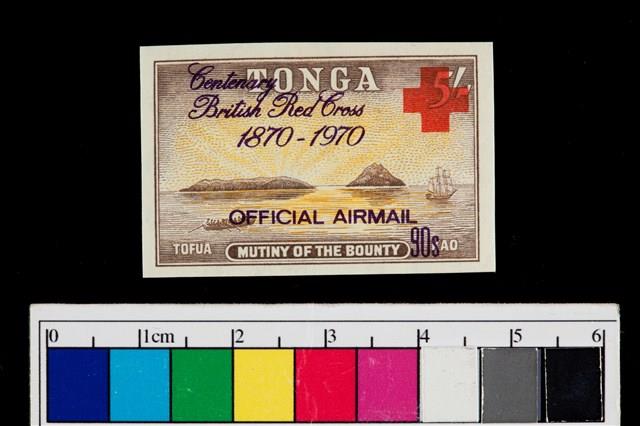 TONGA
Centenary
British Red Cross
1870 - 1970
5/-
OFFICIAL AIRMAIL
TOFUA
MUTINY OF THE BOUNTY
90s
AO
0 1cm 2 3 4 5 6